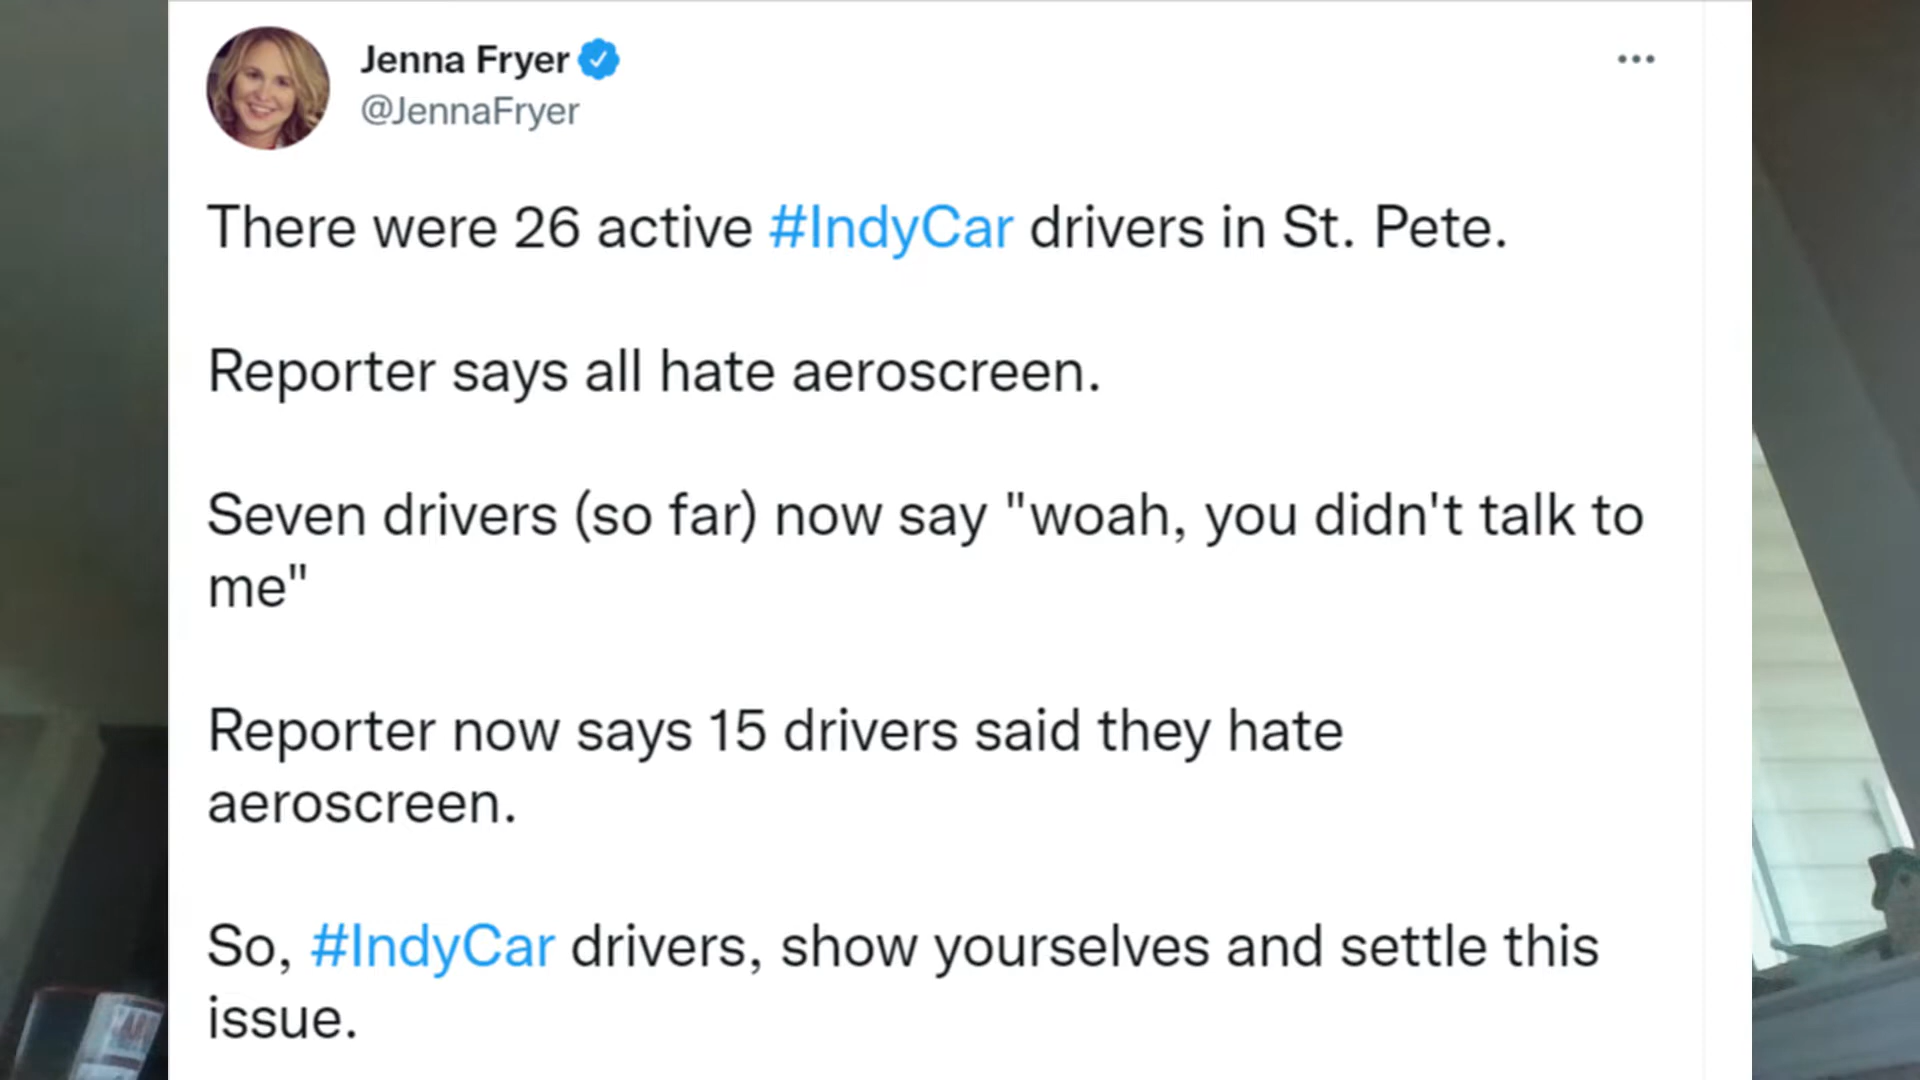 Jenna Fryer
@JennaFryer
There were 26 active #IndyCar drivers in St. Pete.
Reporter says all hate aeroscreen.
Seven drivers (so far) now say "woah, you didn't talk to
me"
Reporter now says 15 drivers said they hate
aeroscreen.
So, #IndyCar drivers, show yourselves and settle this
issue.